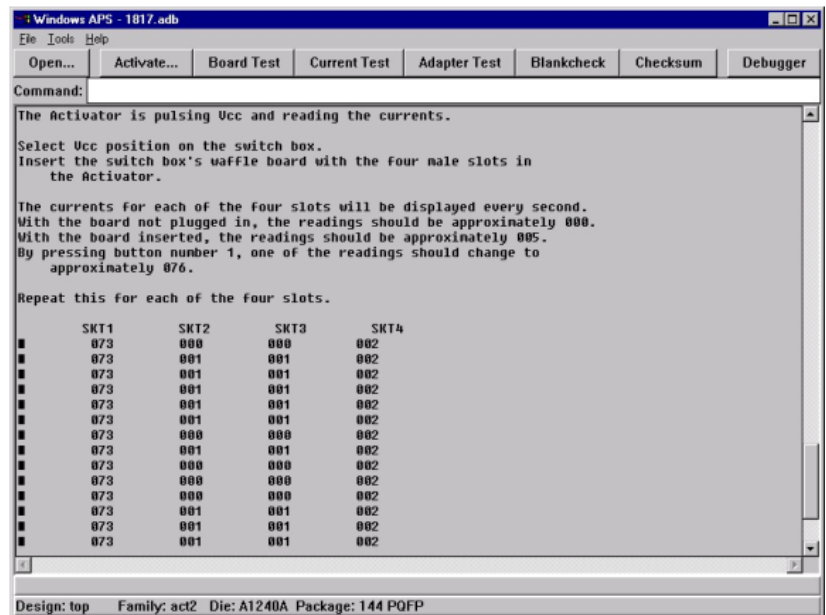 Windows APS - 1817.adb
File Tools Help
Open... Activate... Board Test Current Test Adapter Test Blankcheck Checksum Debugger
Command:
The Activator is pulsing Vcc and reading the currents.
Select Vcc position on the switch box.
Insert the switch box's waffle board with the four male slots in
the Activator.
The currents for each of the four slots will be displayed every second.
With the board not plugged in, the readings should be approximately 000.
With the board inserted, the readings should be approximately 005.
By pressing button number 1, one of the readings should change to
approximately 076.
Repeat this for each of the four slots.
SKT1 SKT2 SKT3 SKT4
073 000 000 002
073 001 001 002
073 001 001 002
073 001 001 002
073 001 001 002
073 001 001 002
073 000 000 002
073 001 001 002
073 000 000 002
073 000 000 002
073 000 000 002
073 001 001 002
073 001 001 002
073 001 001 002
Design: top Family: act2 Die: A1240A Package: 144 PQFP